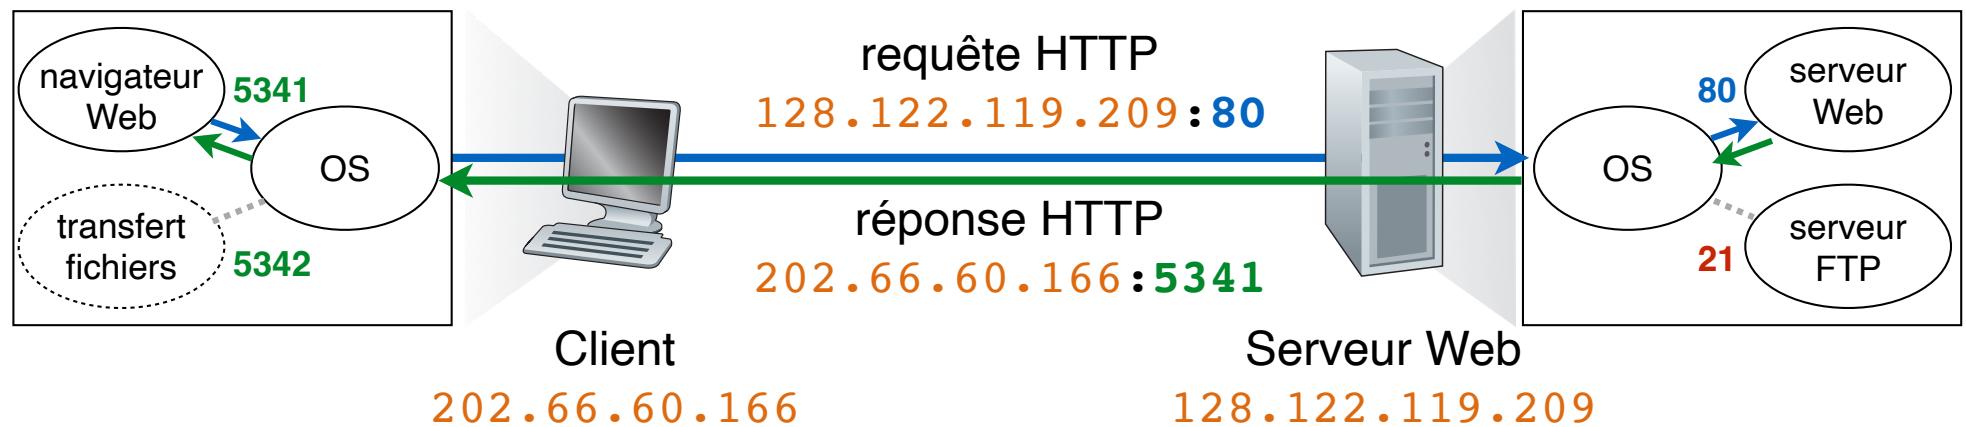 navigateur
Web
5341
OS
transfert
fichiers
5342
requête HTTP
128.122.119.209:80
réponse HTTP
202.66.60.166:5341
Client
202.66.60.166
Serveur Web
128.122.119.209
80
serveur
Web
OS
21
serveur
FTP